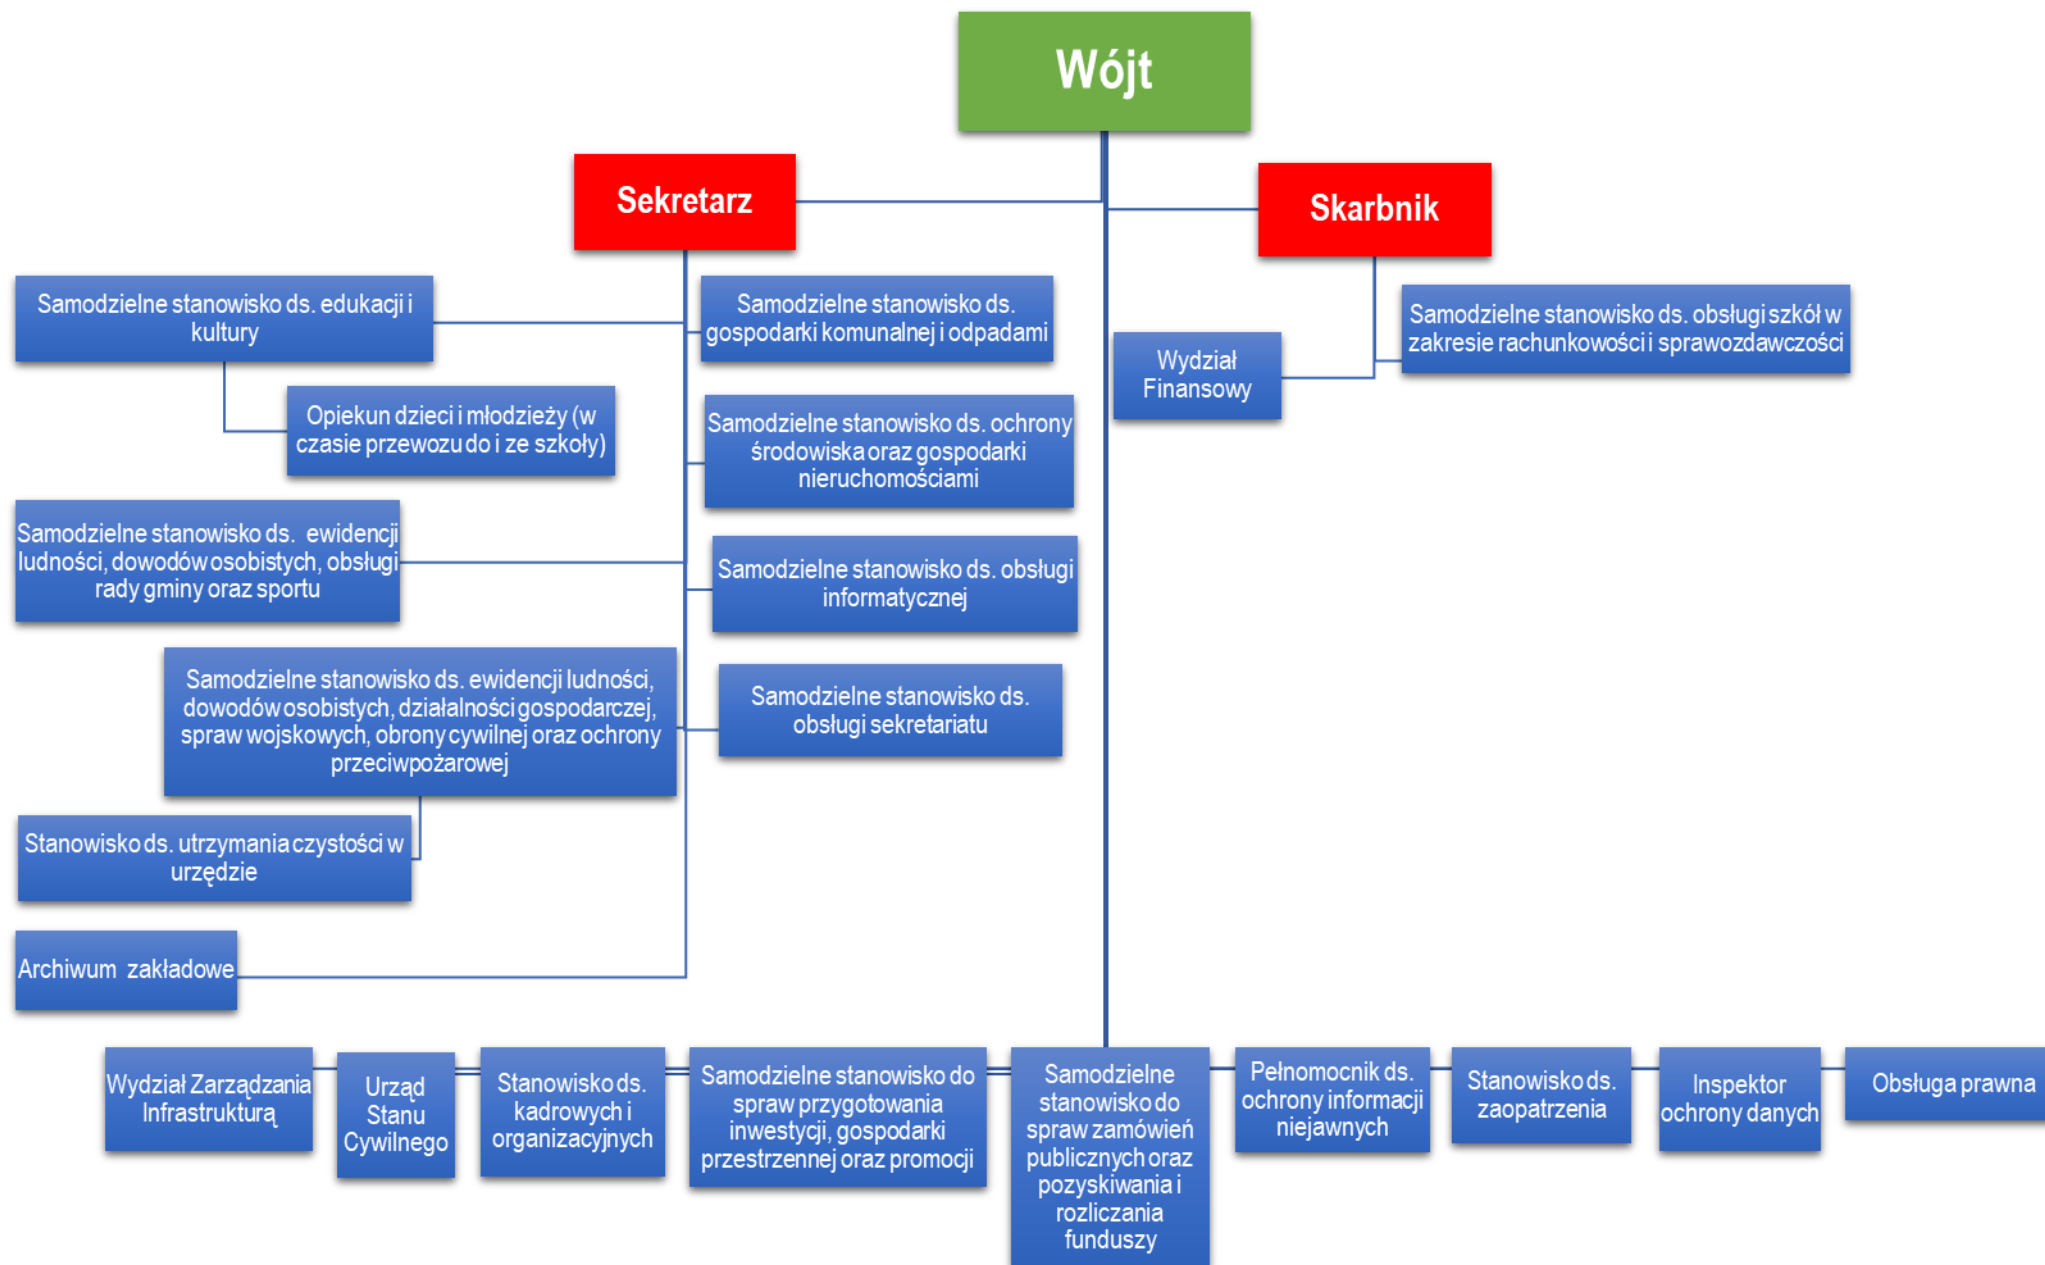 Wójt
Sekretarz
Skarbnik
Samodzielne stanowisko ds. edukacji i
kultury
Samodzielne stanowisko ds.
gospodarki komunalnej i odpadami
Samodzielne stanowisko ds. obsługi szkół w
zakresie rachunkowości i sprawozdawczości
Wydział
Finansowy
Opiekun dzieci i młodzieży (w
czasie przewozu do i ze szkoły)
Samodzielne stanowisko ds. ochrony
środowiska oraz gospodarki
nieruchomościami
Samodzielne stanowisko ds. ewidencji
ludności, dowodów osobistych, obsługi
rady gminy oraz sportu
Samodzielne stanowisko ds. obsługi
informatycznej
Samodzielne stanowisko ds. ewidencji ludności,
dowodów osobistych, działalności gospodarczej,
spraw wojskowych, obrony cywilnej oraz ochrony
przeciwpożarowej
Samodzielne stanowisko ds.
obsługi sekretariatu
Stanowisko ds. utrzymania czystości w
urzędzie
Archiwum zakładowe
Wydział Zarządzania
Infrastrukturą
Urząd
Stanu
Cywilnego
Stanowisko ds.
kadrowych i
organizacyjnych
Samodzielne stanowisko do
spraw przygotowania
inwestycji, gospodarki
przestrzennej oraz promocji
Samodzielne
stanowisko do
spraw zamówień
publicznych oraz
pozyskiwania i
rozliczania
funduszy
Pełnomocnik ds.
ochrony informacji
niejawnych
Stanowisko ds.
zaopatrzenia
Inspektor
ochrony danych
Obsługa prawna